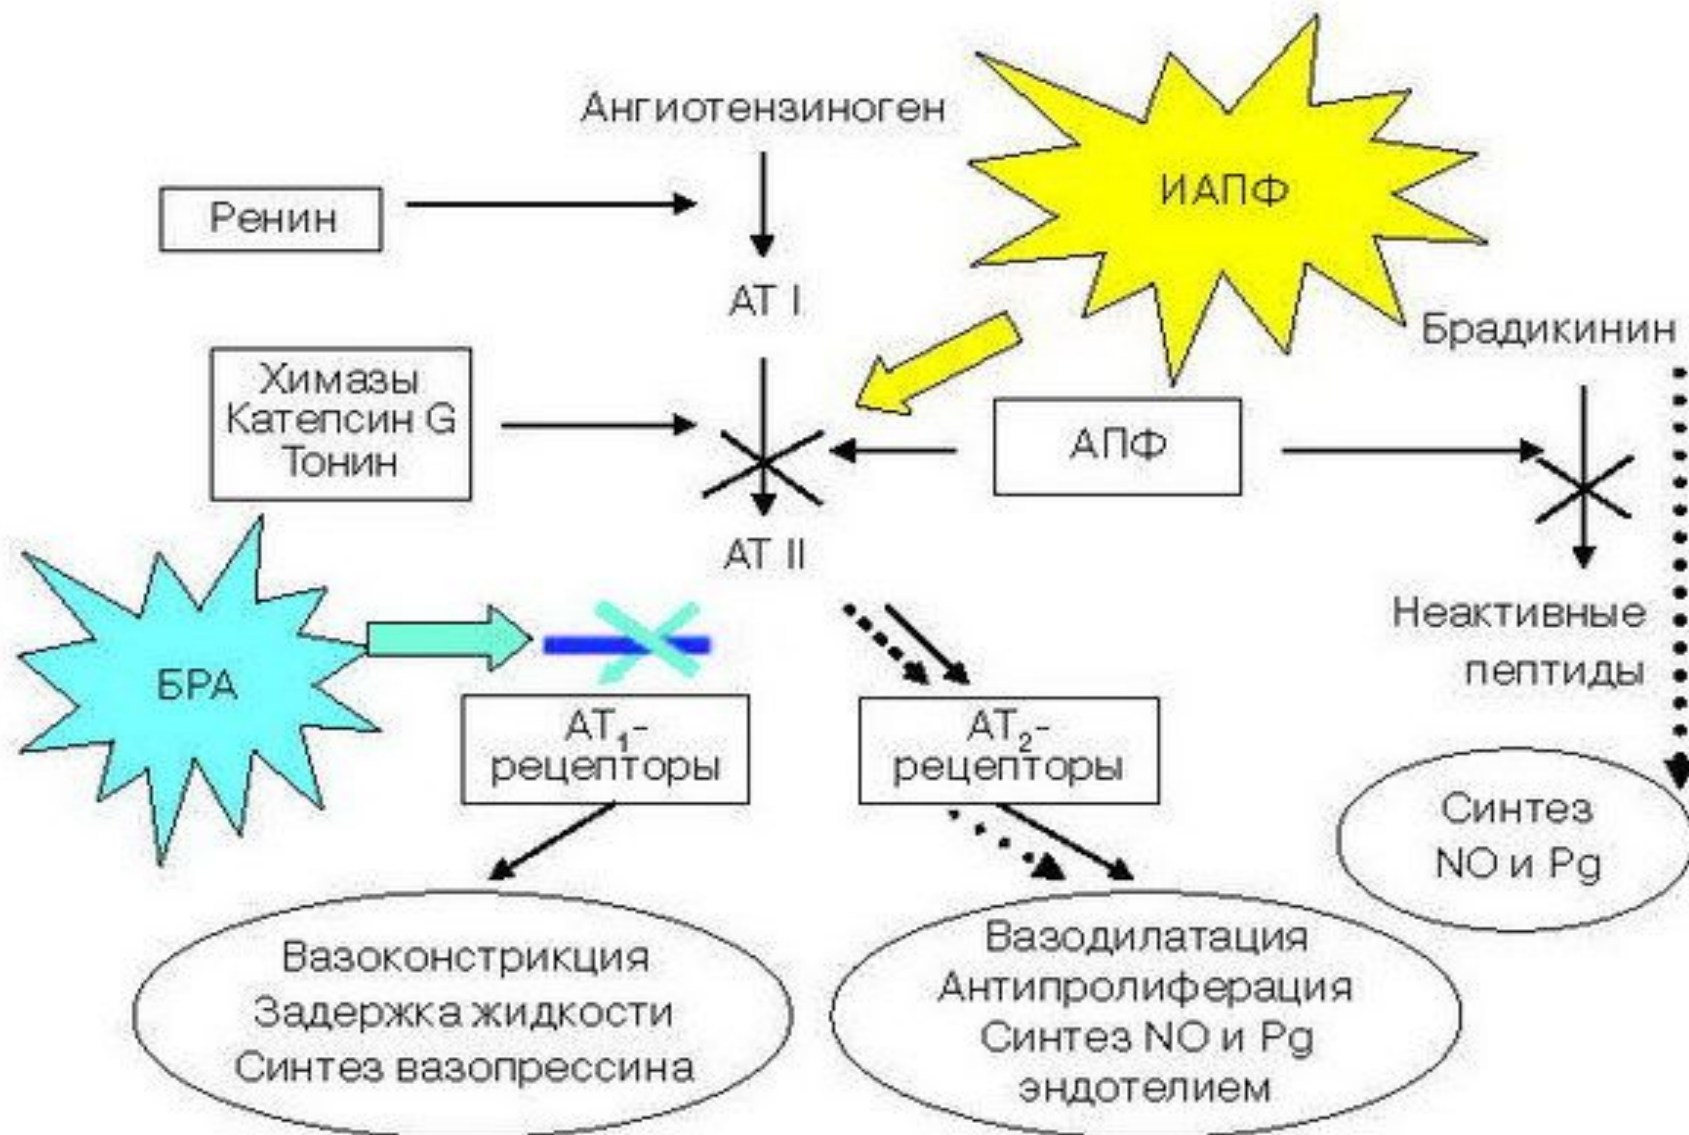 Ангиотензиноген
ИАПФ
Ренин
АТ I
Брадикинин
Химазы
Катепсин G
Тонин
АПФ
АТ II
Неактивные
пептиды
БРА
АТ₁-
рецепторы
АТ₂-
рецепторы
Синтез
NO и Pg
Вазоконстрикция
Задержка жидкости
Синтез вазопрессина
Вазодилатация
Антипролиферация
Синтез NO и Pg
эндотелием